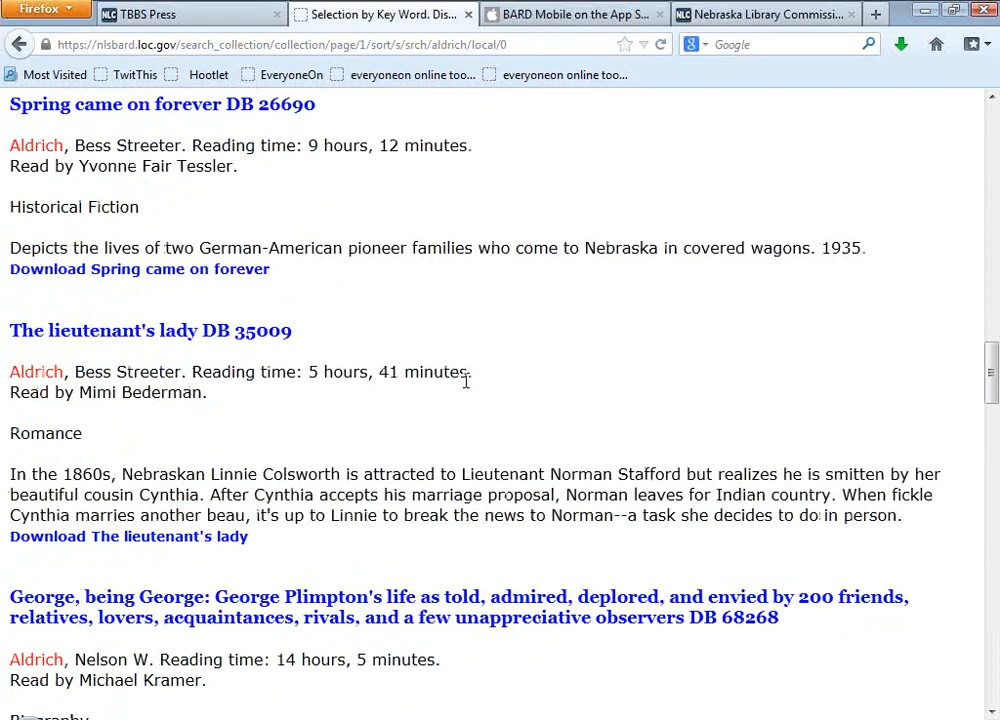 Firefox
NLC TBBS Press
Selection by Key Word. Dis...
BARD Mobile on the App S...
NLC Nebraska Library Commissi...
https://nlsbard.loc.gov/search_collection/collection/page/1/sort/s/srch/aldrich/local/0
Google
Most Visited TwitThis Hootlet EveryoneOn everyoneon online too... everyoneon online too...
Spring came on forever DB 26690
Aldrich, Bess Streeter. Reading time: 9 hours, 12 minutes.
Read by Yvonne Fair Tessler.
Historical Fiction
Depicts the lives of two German-American pioneer families who come to Nebraska in covered wagons. 1935.
Download Spring came on forever
The lieutenant's lady DB 35009
Aldrich, Bess Streeter. Reading time: 5 hours, 41 minutes.
Read by Mimi Bederman.
Romance
In the 1860s, Nebraskan Linnie Colsworth is attracted to Lieutenant Norman Stafford but realizes he is smitten by her
beautiful cousin Cynthia. After Cynthia accepts his marriage proposal, Norman leaves for Indian country. When fickle
Cynthia marries another beau, it's up to Linnie to break the news to Norman--a task she decides to do in person.
Download The lieutenant's lady
George, being George: George Plimpton's life as told, admired, deplored, and envied by 200 friends,
relatives, lovers, acquaintances, rivals, and a few unappreciative observers DB 68268
Aldrich, Nelson W. Reading time: 14 hours, 5 minutes.
Read by Michael Kramer.
Biography